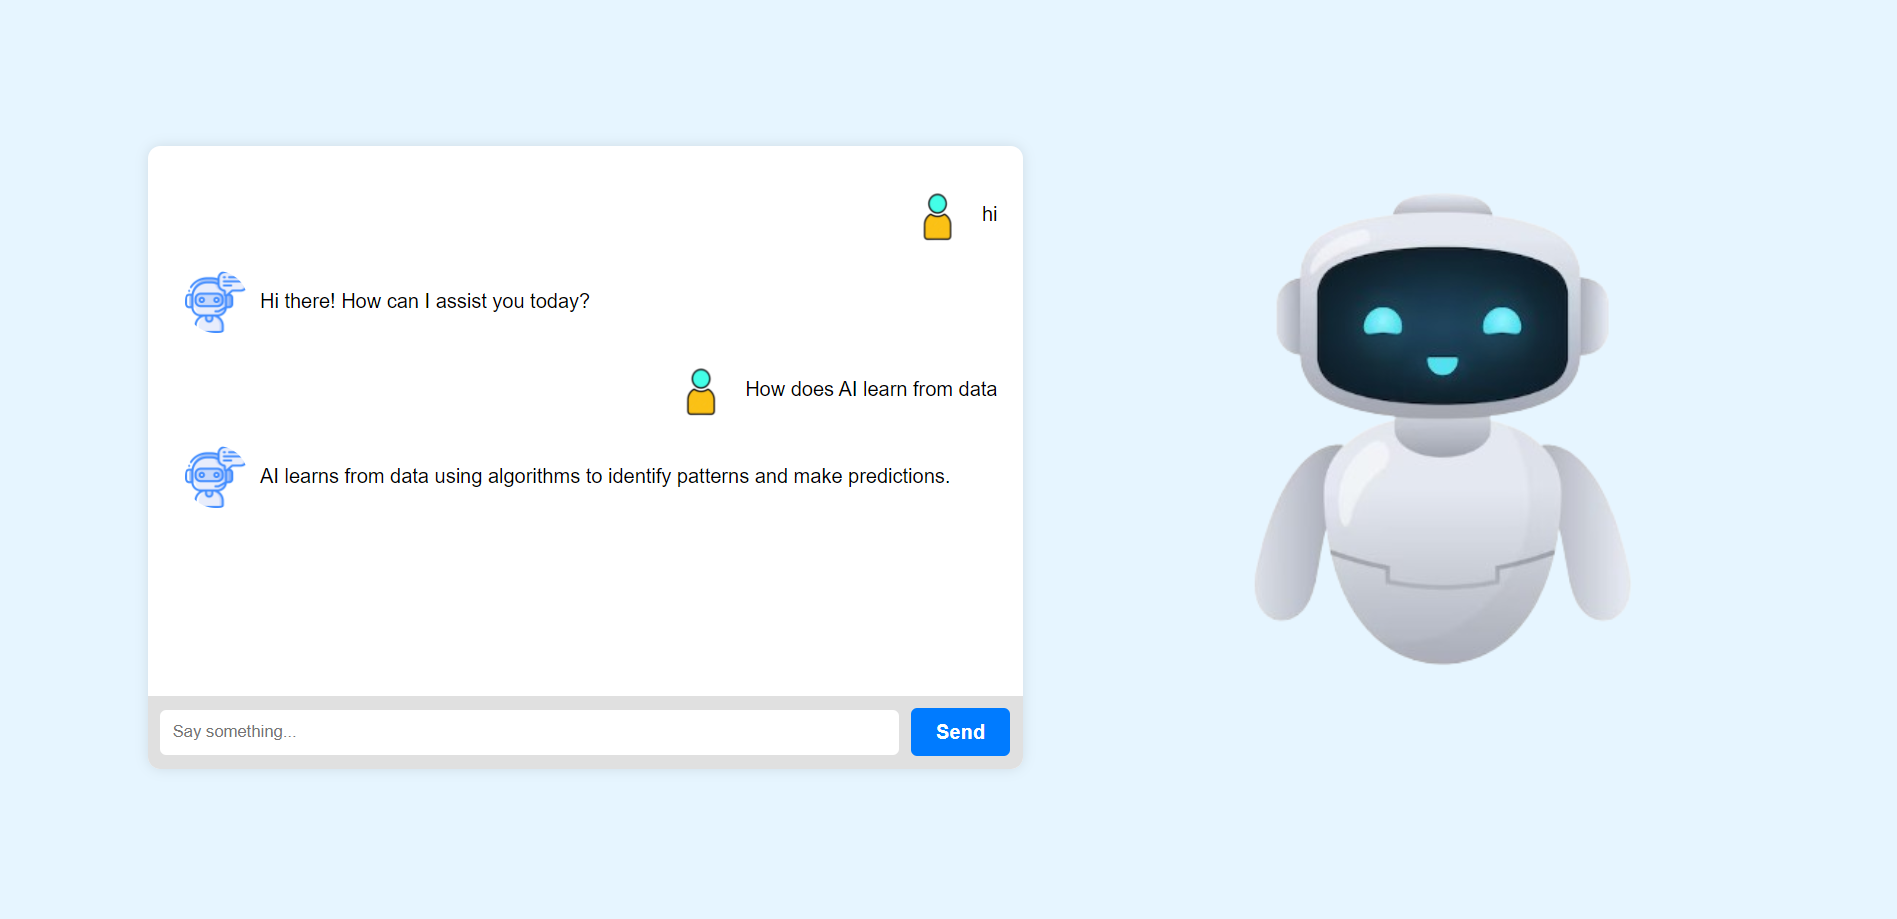 hi
Hi there! How can I assist you today?
How does AI learn from data
AI learns from data using algorithms to identify patterns and make predictions.
Say something...
Send